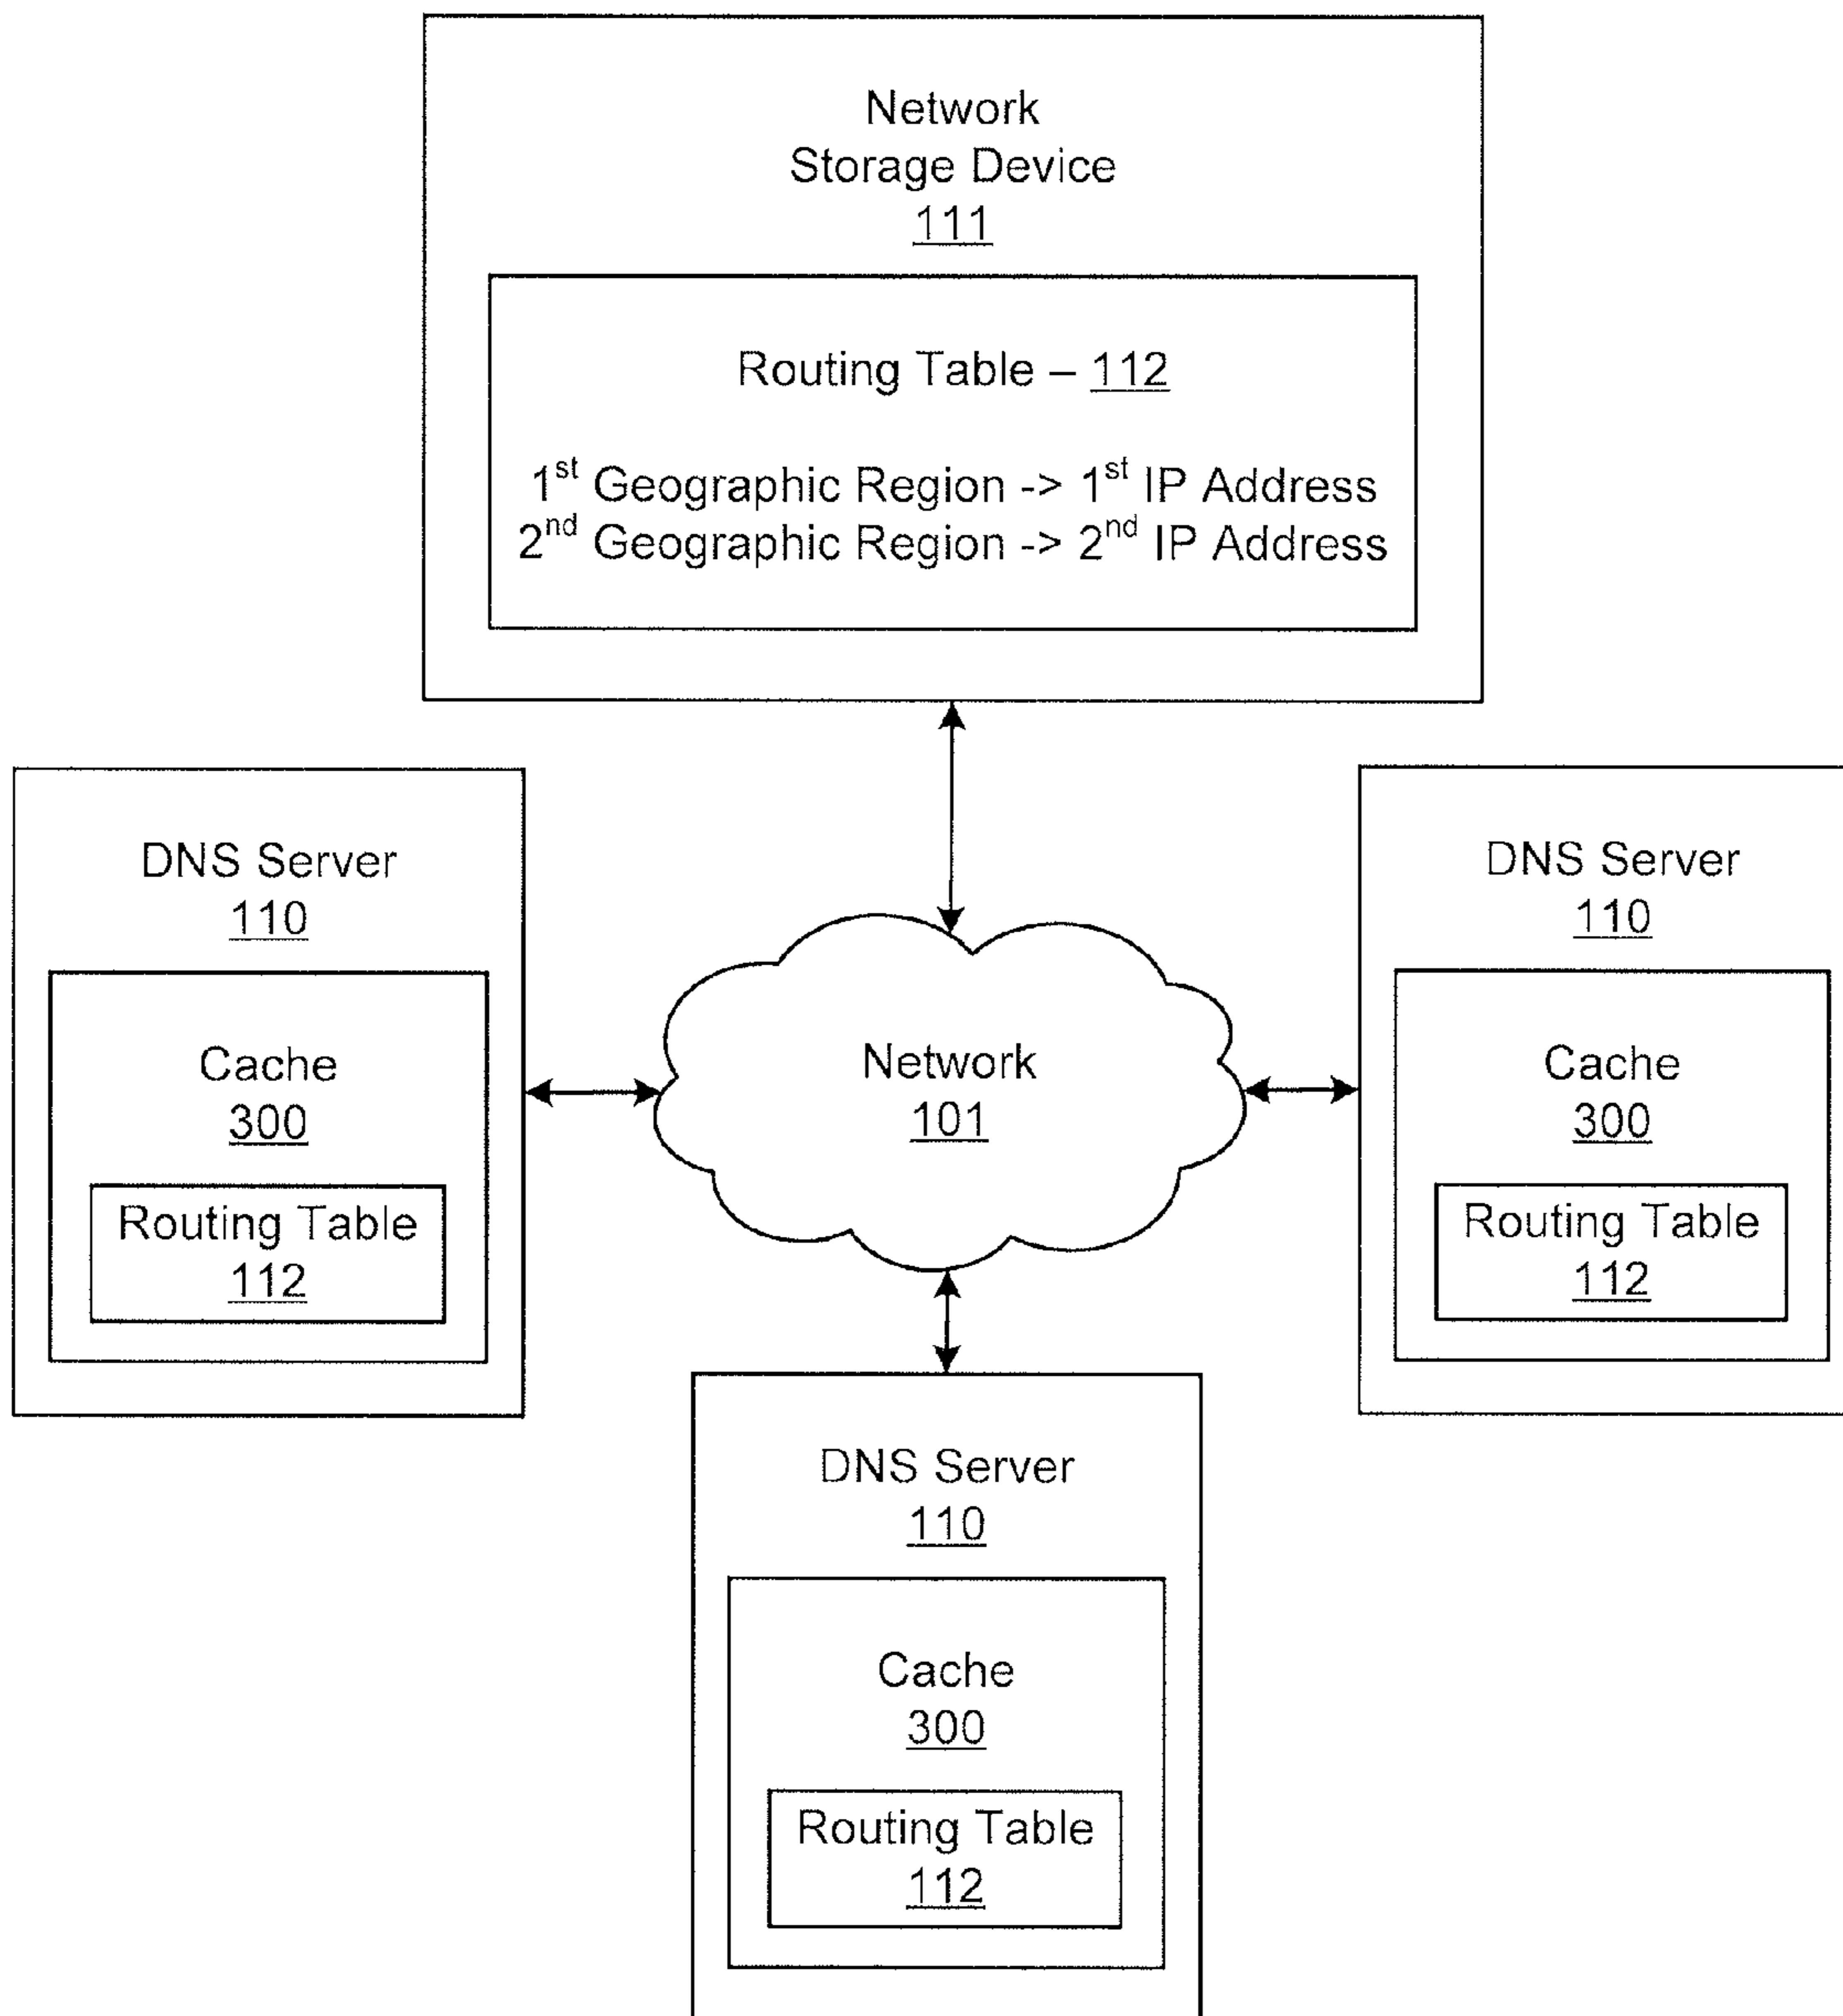 Network
Storage Device
111
Routing Table – 112
1st Geographic Region -> 1st IP Address
2nd Geographic Region -> 2nd IP Address
DNS Server
110
Cache
300
Routing Table
112
Network
101
DNS Server
110
Cache
300
Routing Table
112
DNS Server
110
Cache
300
Routing Table
112